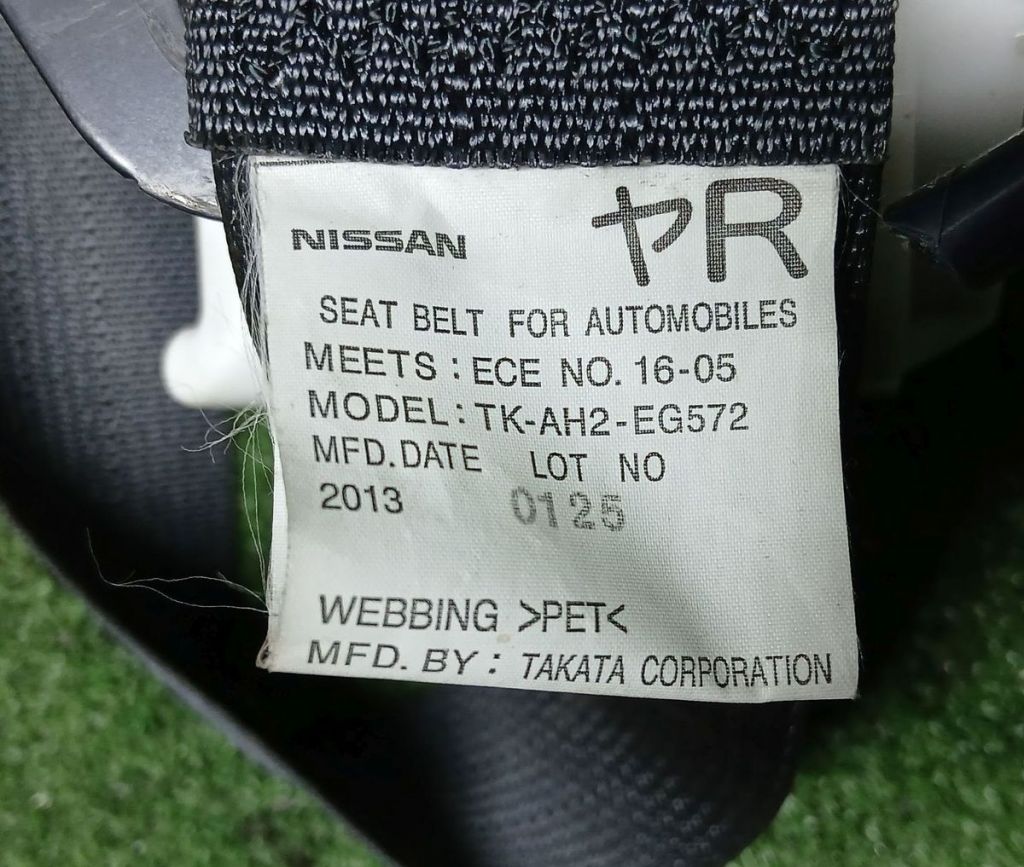 NISSAN ヤR
SEAT BELT FOR AUTOMOBILES
MEETS : ECE NO. 16-05
MODEL: TK-AH2-EG572
MFD.DATE LOT NO
2013 0125
WEBBING >PET<
MFD. BY : TAKATA CORPORATION